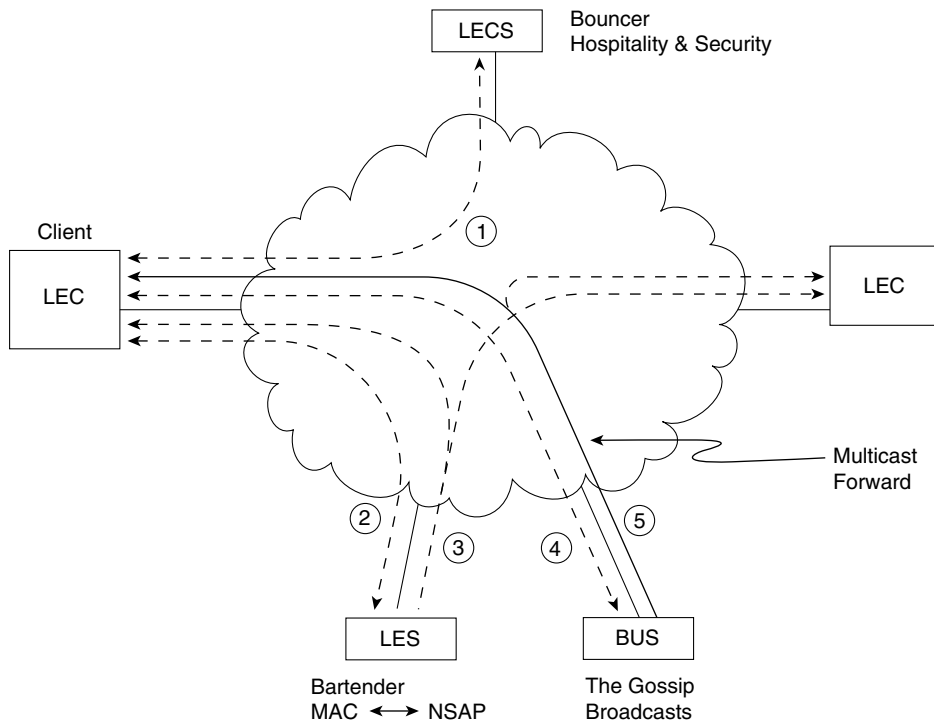 LECS
Bouncer
Hospitality & Security
1
Client
LEC
LEC
Multicast
Forward
2
3
4
5
LES
BUS
Bartender
MAC NSAP
The Gossip
Broadcasts